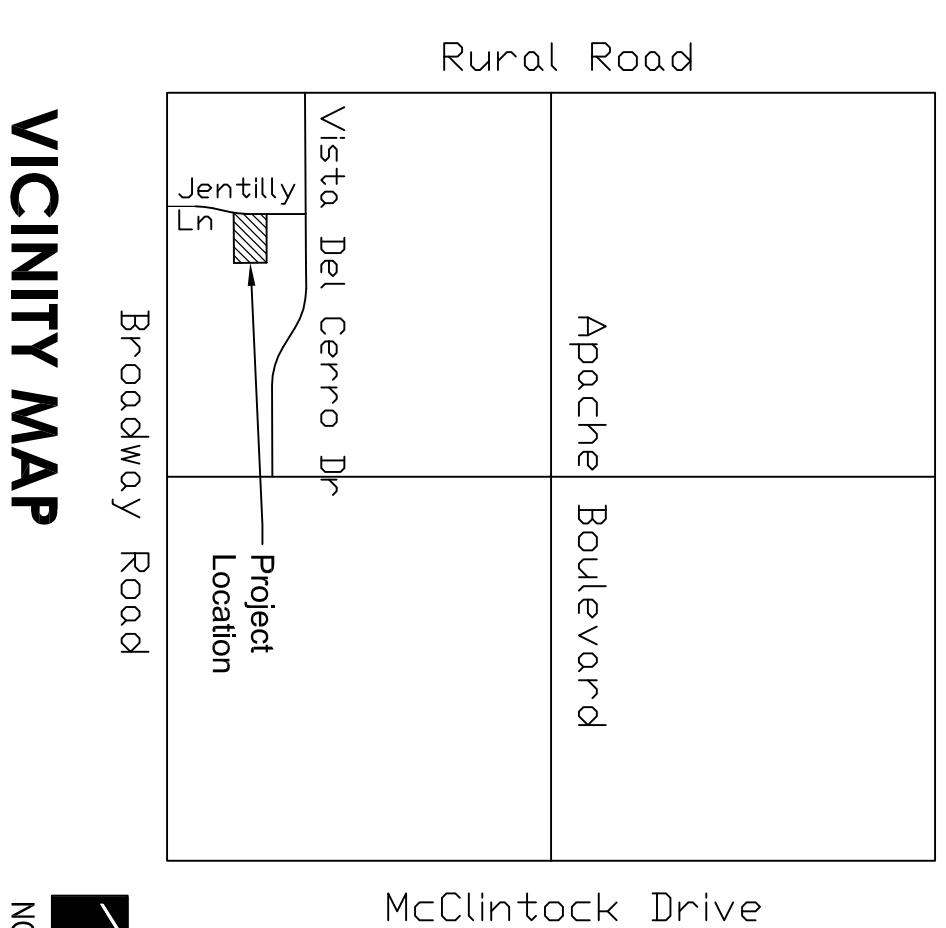 Rural Road
Vista Del Cerro Dr
Jentilly
Ln
Apache Boulevard
Project
Location
Broadway Road
McClintock Drive
VICINITY MAP